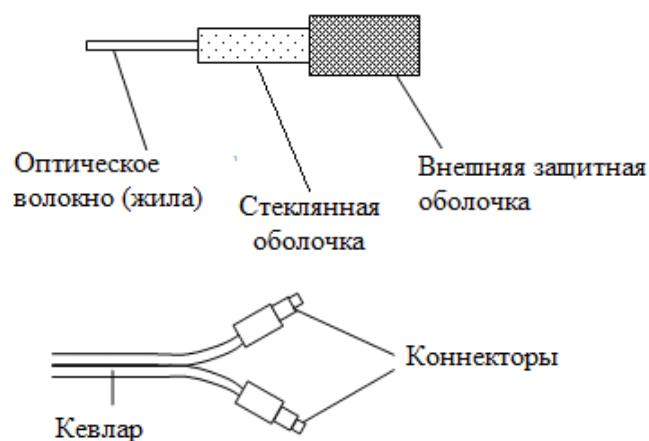 Оптическое
волокно (жила)
Стеклянная
оболочка
Внешняя защитная
оболочка
Коннекторы
Кевлар